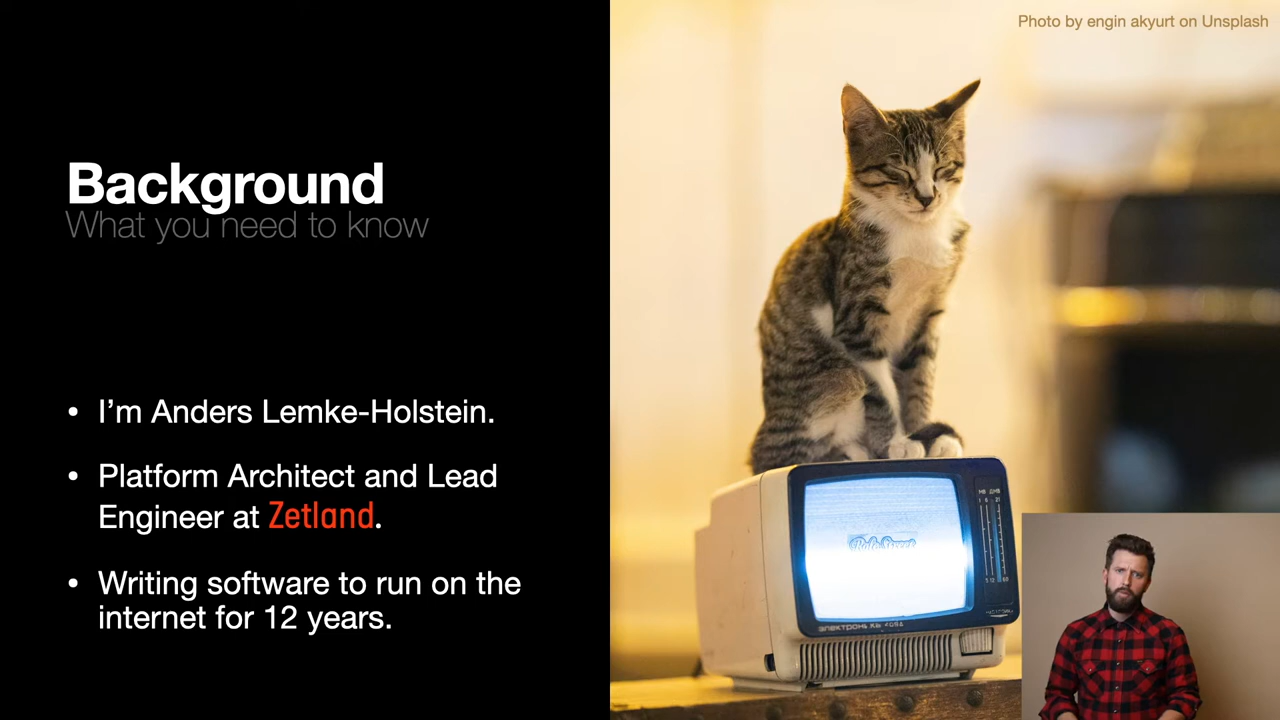 Photo by engin akyurt on Unsplash
Background
What you need to know
• I’m Anders Lemke-Holstein.
• Platform Architect and Lead
Engineer at Zetland.
• Writing software to run on the
internet for 12 years.